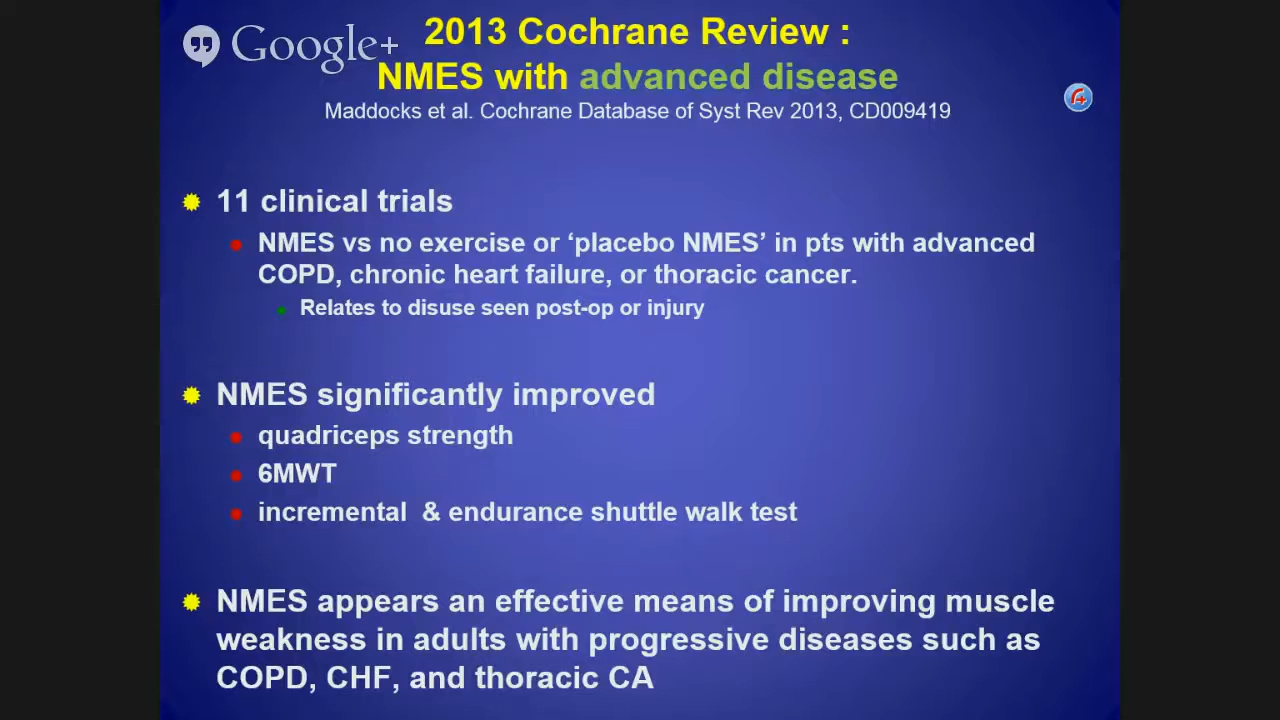 Google+
2013 Cochrane Review :
NMES with advanced disease
Maddocks et al. Cochrane Database of Syst Rev 2013, CD009419
11 clinical trials
NMES vs no exercise or ‘placebo NMES’ in pts with advanced
COPD, chronic heart failure, or thoracic cancer.
Relates to disuse seen post-op or injury
NMES significantly improved
quadriceps strength
6MWT
incremental & endurance shuttle walk test
NMES appears an effective means of improving muscle
weakness in adults with progressive diseases such as
COPD, CHF, and thoracic CA